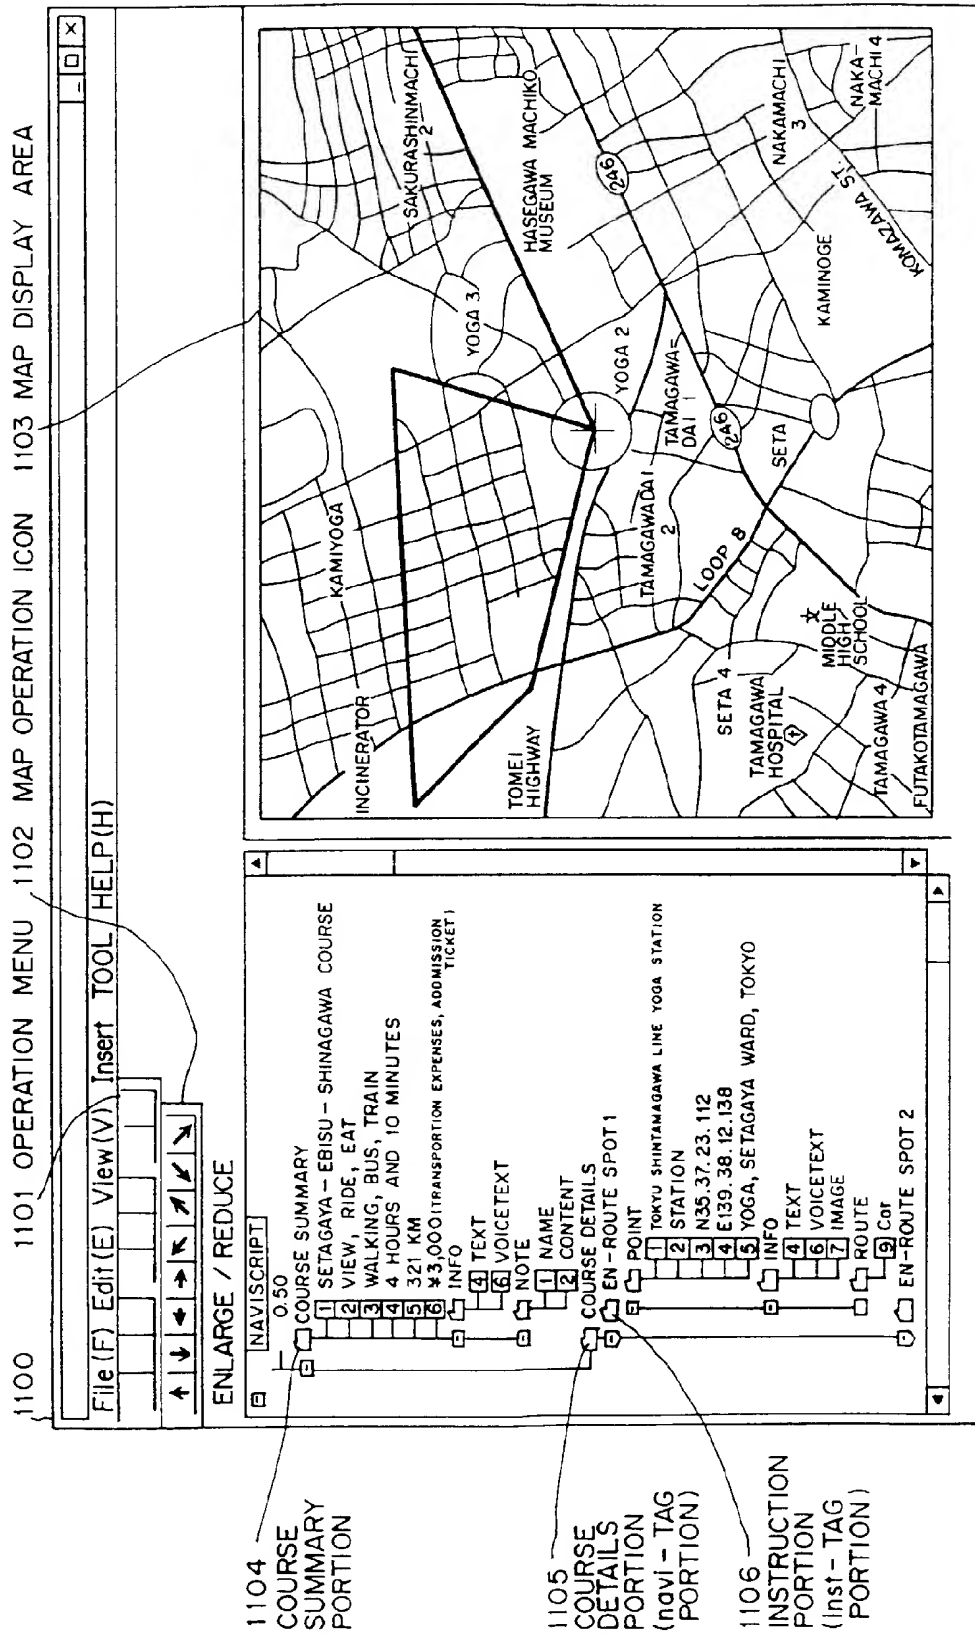 1100
1101 OPERATION MENU
1102 MAP OPERATION ICON
1103 MAP DISPLAY AREA
File (F) Edit (E) View (V) Insert TOOL HELP (H)
ENLARGE / REDUCE
NAVISCRIPT
0.50
COURSE SUMMARY
1 SETAGAYA-EBISU-SHINAGAWA COURSE
2 VIEW, RIDE, EAT
3 WALKING, BUS, TRAIN
4 4 HOURS AND 10 MINUTES
5 321 KM
6 ¥3,000 (TRANSPORTION EXPENSES, ADDMISSION
TICKET)
INFO
4 TEXT
6 VOICETEXT
NOTE
1 NAME
2 CONTENT
COURSE DETAILS
EN-ROUTE SPOT 1
POINT
1 TOKYU SHINTAMAGAWA LINE YOGA STATION
2 STATION
3 N35.37.23.112
4 E139.38.12.138
5 YOGA, SETAGAYA WARD, TOKYO
INFO
4 TEXT
6 VOICETEXT
7 IMAGE
ROUTE
9 Car
EN-ROUTE SPOT 2
1104
COURSE
SUMMARY
PORTION
1105
COURSE
DETAILS
PORTION
(navi-TAG
PORTION)
1106
INSTRUCTION
PORTION
(Inst-TAG
PORTION)
INCINERATOR
KAMIYOGA
SAKURASHINMACHI
2
YOGA 3
HASEGAWA MACHIKO
MUSEUM
TOMEI
HIGHWAY
YOGA 2
246
TAMAGAWADAI
2
TAMAGAWA=
DAI 1
LOOP 8
246
SETA
NAKAMACHI
3
NAKA-
MACHI 4
KAMINOGE
KOMAZAWA ST.
SETA 4
TAMAGAWA
HOSPITAL
MIDDLE
HIGH
SCHOOL
文
TAMAGAWA 4
FUTAKOTAMAGAWA